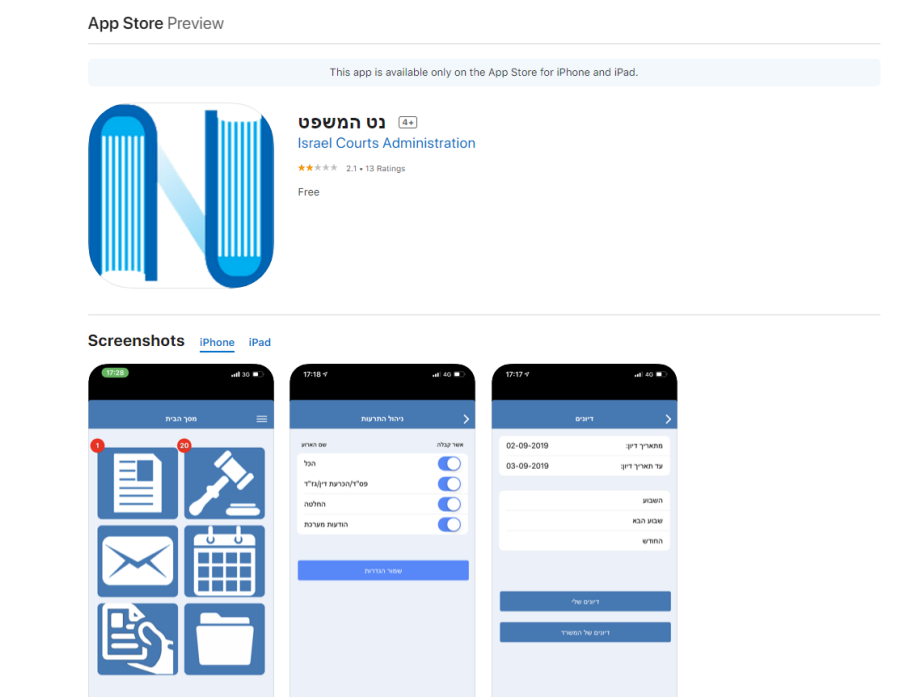 App Store Preview
This app is available only on the App Store for iPhone and iPad.
נט המשפט 4+
Israel Courts Administration
2.1 • 13 Ratings
Free
Screenshots iPhone iPad
17:28 3G
מסך הבית
1
20
17:18 4G
ניהול התרעות
שם הארוע אשר קבלה
הכל
פס"ד/הכרעת דין/גז"ד
החלטה
הודעות מערכת
שמור הגדרות
17:17 4G
דיונים
מתאריך דיון: 02-09-2019
עד תאריך דיון: 03-09-2019
השבוע
שבוע הבא
החודש
דיונים שלי
דיונים של המשרד